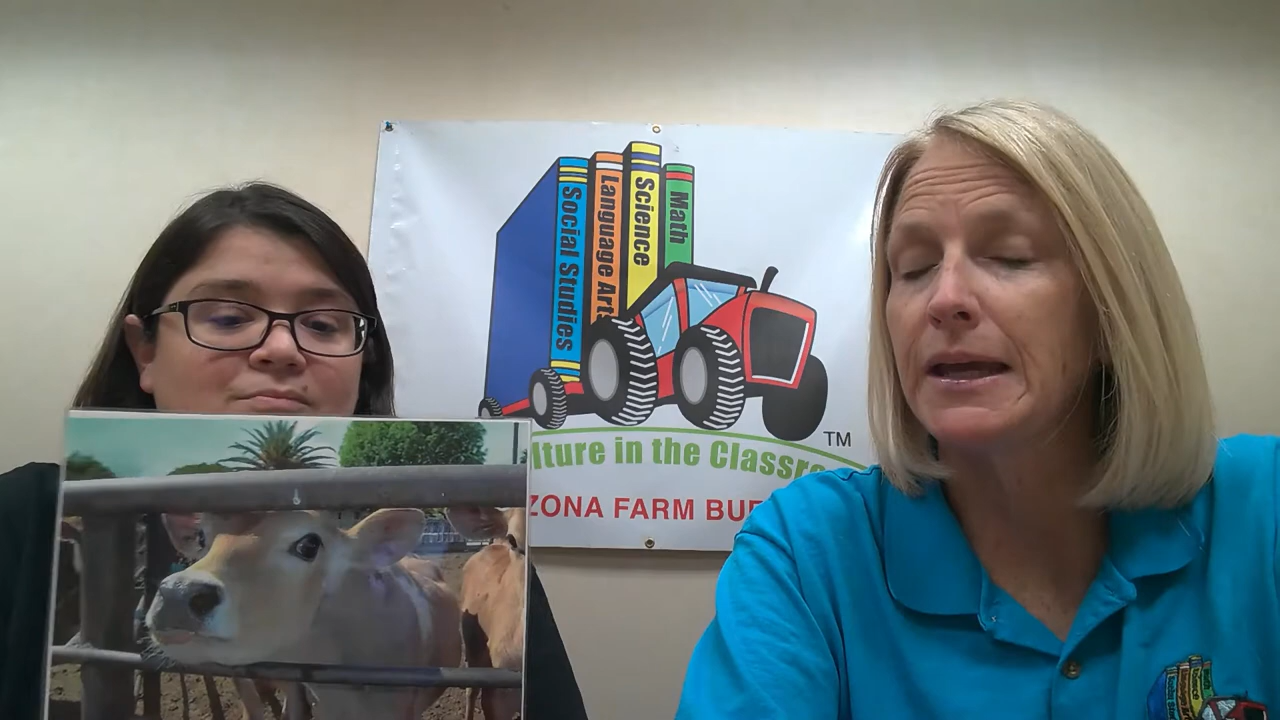 Social Studies
Language Arts
Science
Math
TM
lture in the Classro
ZONA FARM BU